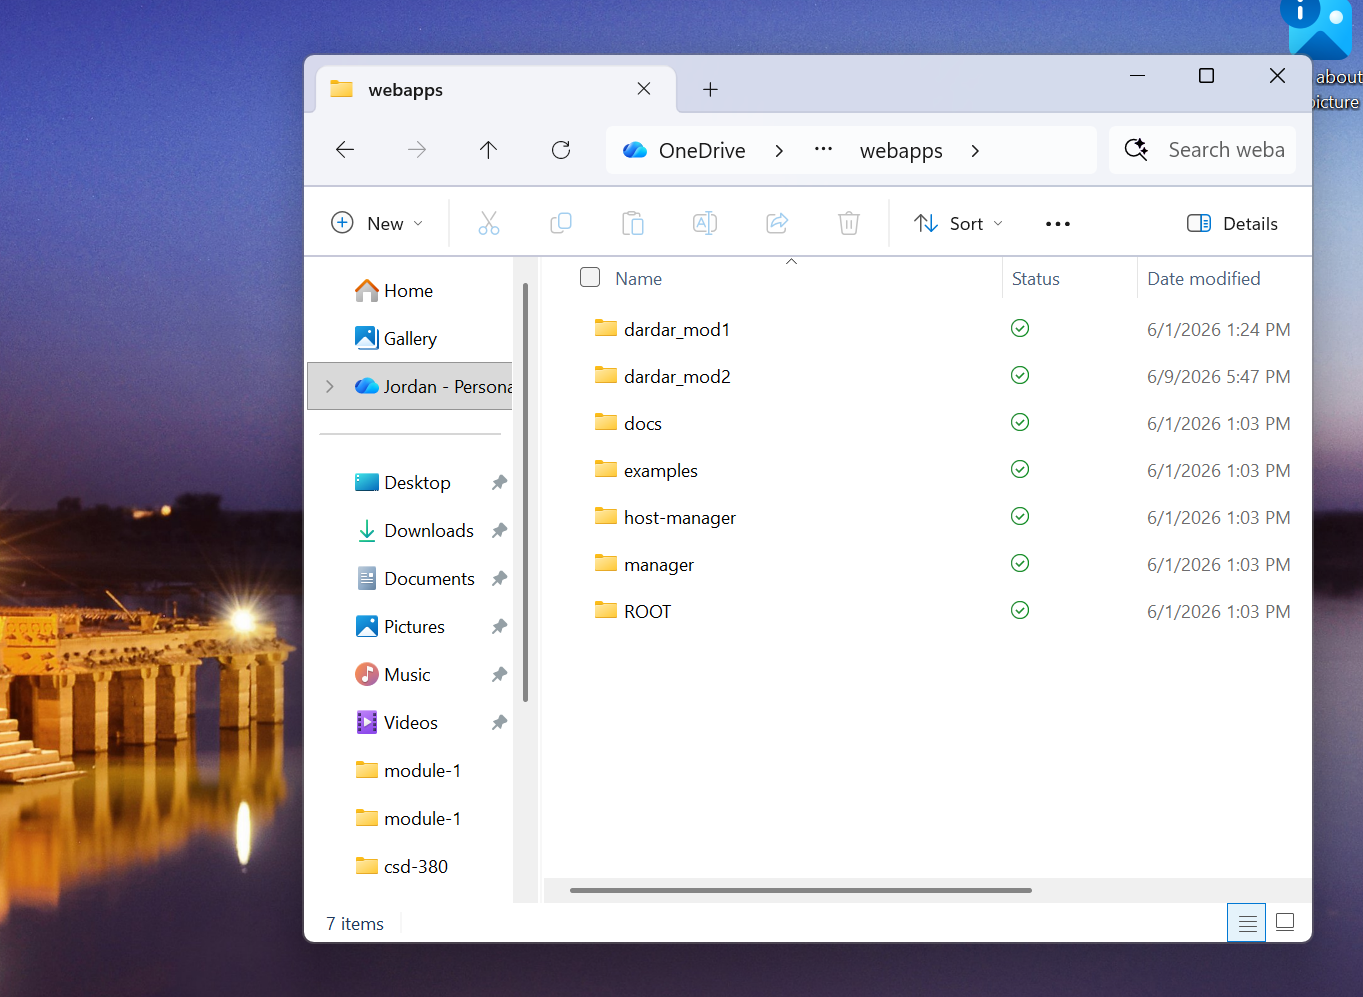 about
picture
webapps
OneDrive > ... webapps >
Search weba
New
Sort
...
Details
Name
Status
Date modified
Home
Gallery
Jordan - Persona
Desktop
Downloads
Documents
Pictures
Music
Videos
module-1
module-1
csd-380
dardar_mod1 6/1/2026 1:24 PM
dardar_mod2 6/9/2026 5:47 PM
docs 6/1/2026 1:03 PM
examples 6/1/2026 1:03 PM
host-manager 6/1/2026 1:03 PM
manager 6/1/2026 1:03 PM
ROOT 6/1/2026 1:03 PM
7 items